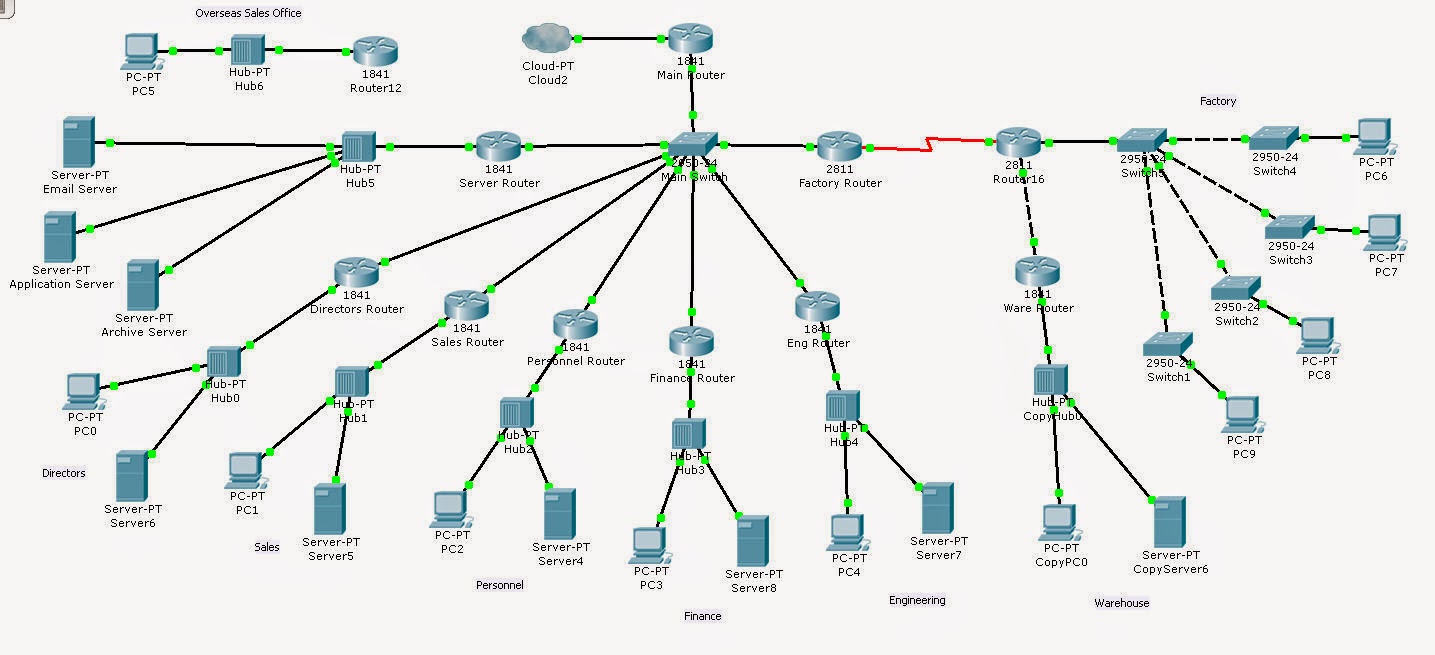 Overseas Sales Office
PC-PT
PC5
Hub-PT
Hub6
1841
Router12
Cloud-PT
Cloud2
1841
Main Router
Factory
Server-PT
Email Server
Hub-PT
Hub5
1841
Server Router
2950-24
Main Switch
2811
Factory Router
2811
Router16
2950-24
Switch5
2950-24
Switch4
PC-PT
PC6
Server-PT
Application Server
Server-PT
Archive Server
1841
Directors Router
1841
Sales Router
1841
Personnel Router
1841
Finance Router
1841
Eng Router
1841
Ware Router
2950-24
Switch3
PC-PT
PC7
2950-24
Switch2
PC-PT
PC8
2950-24
Switch1
PC-PT
PC9
Hub-PT
Hub0
Hub-PT
Hub1
Hub-PT
Hub2
Hub-PT
Hub3
Hub-PT
Hub4
Hub-PT
CopyHub0
PC-PT
PC0
Server-PT
Server6
PC-PT
PC1
Server-PT
Server5
PC-PT
PC2
Server-PT
Server4
PC-PT
PC3
Server-PT
Server8
PC-PT
PC4
Server-PT
Server7
PC-PT
CopyPC0
Server-PT
CopyServer6
Directors
Sales
Personnel
Finance
Engineering
Warehouse